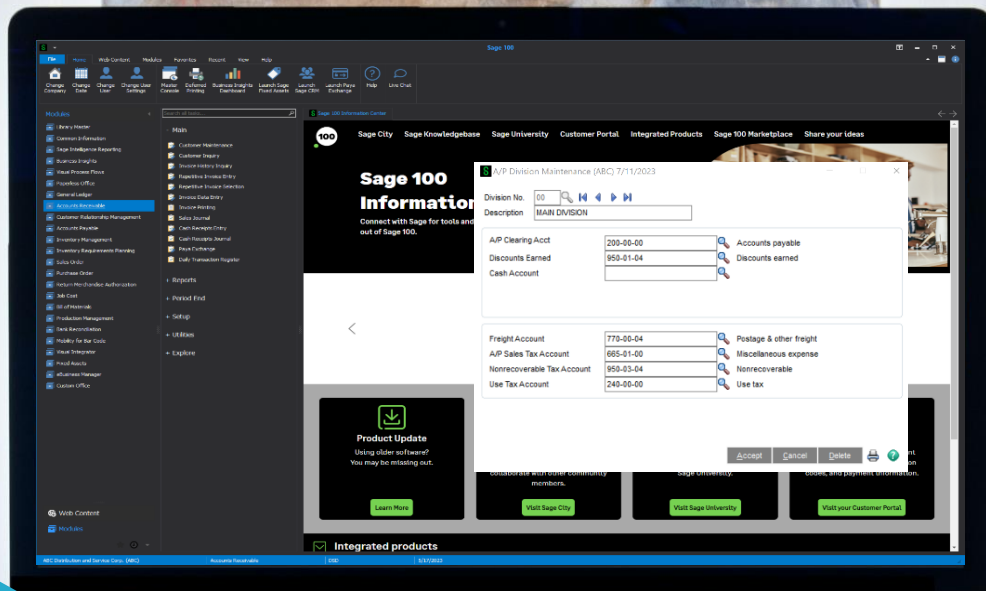 Sage 100
File Home Web Content Modules Favorites Recent View Help
Change Company
Change Date
Change User
Change User Settings
Master Console
Deferred Printing
Business Insights Dashboard
Launch Sage Fixed Assets
Launch Sage CRM
Launch Paya Exchange
Help
Live Chat
Modules
Library Master
Common Information
Sage Intelligence Reporting
Business Insights
Visual Process Flows
Paperless Office
General Ledger
Accounts Receivable
Customer Relationship Management
Accounts Payable
Inventory Management
Inventory Requirements Planning
Sales Order
Purchase Order
Return Merchandise Authorization
Job Cost
Bill of Materials
Production Management
Bank Reconciliation
Mobility for Bar Code
Visual Integrator
Fixed Assets
eBusiness Manager
Custom Office
Web Content
Modules
Search all tasks...
- Main
Customer Maintenance
Customer Inquiry
Invoice History Inquiry
Repetitive Invoice Entry
Repetitive Invoice Selection
Invoice Data Entry
Invoice Printing
Sales Journal
Cash Receipts Entry
Cash Receipts Journal
Paya Exchange
Daily Transaction Register
+ Reports
+ Period End
+ Setup
+ Utilities
+ Explore
Sage 100 Information Center
100
Sage City Sage Knowledgebase Sage University Customer Portal Integrated Products Sage 100 Marketplace Share your ideas
Sage 100
Information
Connect with Sage for tools and
out of Sage 100.
S A/P Division Maintenance (ABC) 7/11/2023
Division No. 00
Description MAIN DIVISION
A/P Clearing Acct 200-00-00 Accounts payable
Discounts Earned 950-01-04 Discounts earned
Cash Account
Freight Account 770-00-04 Postage & other freight
A/P Sales Tax Account 665-01-00 Miscellaneous expense
Nonrecoverable Tax Account 950-03-04 Nonrecoverable
Use Tax Account 240-00-00 Use tax
Accept Cancel Delete
Product Update
Using older software?
You may be missing out.
Learn More
collaborate with other community
members.
Visit Sage City
Sage University.
Visit Sage University
codes, and payment information.
Visit your Customer Portal
Integrated products
ABC Distribution and Service Corp. (ABC) Accounts Receivable DSD 5/17/2023